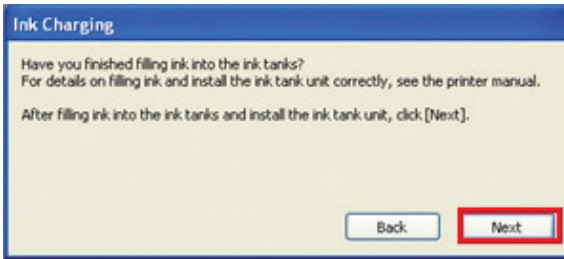 Ink Charging
Have you finished filling ink into the ink tanks?
For details on filling ink and install the ink tank unit correctly, see the printer manual.
After filling ink into the ink tanks and install the ink tank unit, click [Next].
Back Next